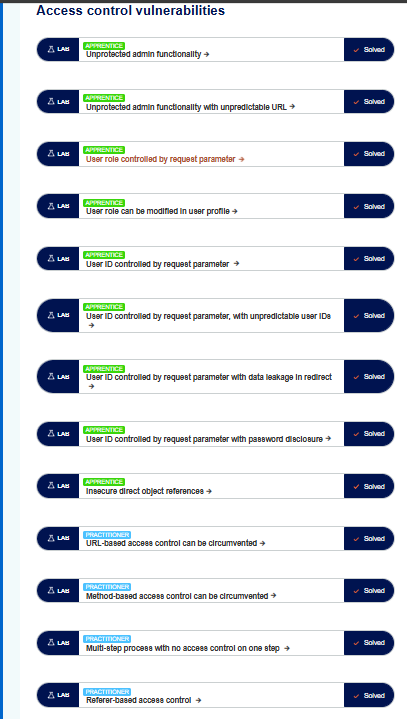 Access control vulnerabilities
LAB
APPRENTICE
Unprotected admin functionality →
Solved
LAB
APPRENTICE
Unprotected admin functionality with unpredictable URL →
Solved
LAB
APPRENTICE
User role controlled by request parameter →
Solved
LAB
APPRENTICE
User role can be modified in user profile →
Solved
LAB
APPRENTICE
User ID controlled by request parameter →
Solved
LAB
APPRENTICE
User ID controlled by request parameter, with unpredictable user IDs
→
Solved
LAB
APPRENTICE
User ID controlled by request parameter with data leakage in redirect
→
Solved
LAB
APPRENTICE
User ID controlled by request parameter with password disclosure →
Solved
LAB
APPRENTICE
Insecure direct object references →
Solved
LAB
PRACTITIONER
URL-based access control can be circumvented →
Solved
LAB
PRACTITIONER
Method-based access control can be circumvented →
Solved
LAB
PRACTITIONER
Multi-step process with no access control on one step →
Solved
LAB
PRACTITIONER
Referer-based access control →
Solved